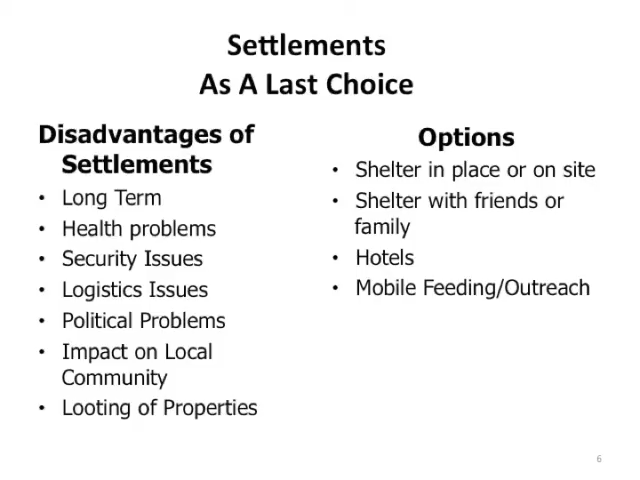 Settlements
As A Last Choice
Disadvantages of
Settlements
• Long Term
• Health problems
• Security Issues
• Logistics Issues
• Political Problems
• Impact on Local
Community
• Looting of Properties
Options
• Shelter in place or on site
• Shelter with friends or
family
• Hotels
• Mobile Feeding/Outreach
6